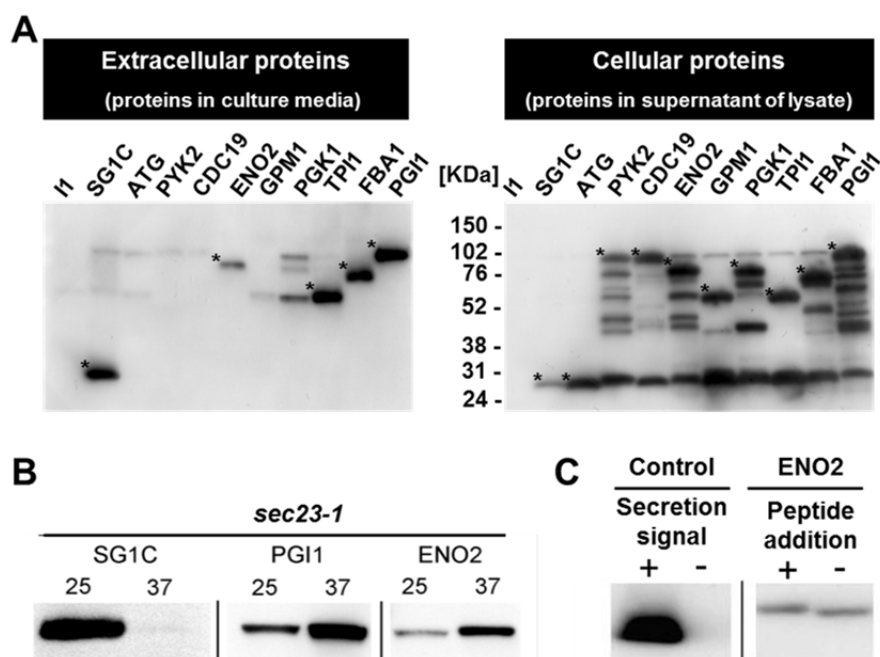 A
Extracellular proteins
(proteins in culture media)
Cellular proteins
(proteins in supernatant of lysate)
I1 SG1C ATG PYK2 CDC19 ENO2 GPM1 PGK1 TPI1 FBA1 PGI1
[KDa] I1 SG1C ATG PYK2 CDC19 ENO2 GPM1 PGK1 TPI1 FBA1 PGI1
150 -
102 -
76 -
52 -
38 -
31 -
24 -
* * * * *
* * * * * * * * * *
B
sec23-1
SG1C PGI1 ENO2
25 37 25 37 25 37
C
Control ENO2
Secretion signal
Peptide addition
+ - + -